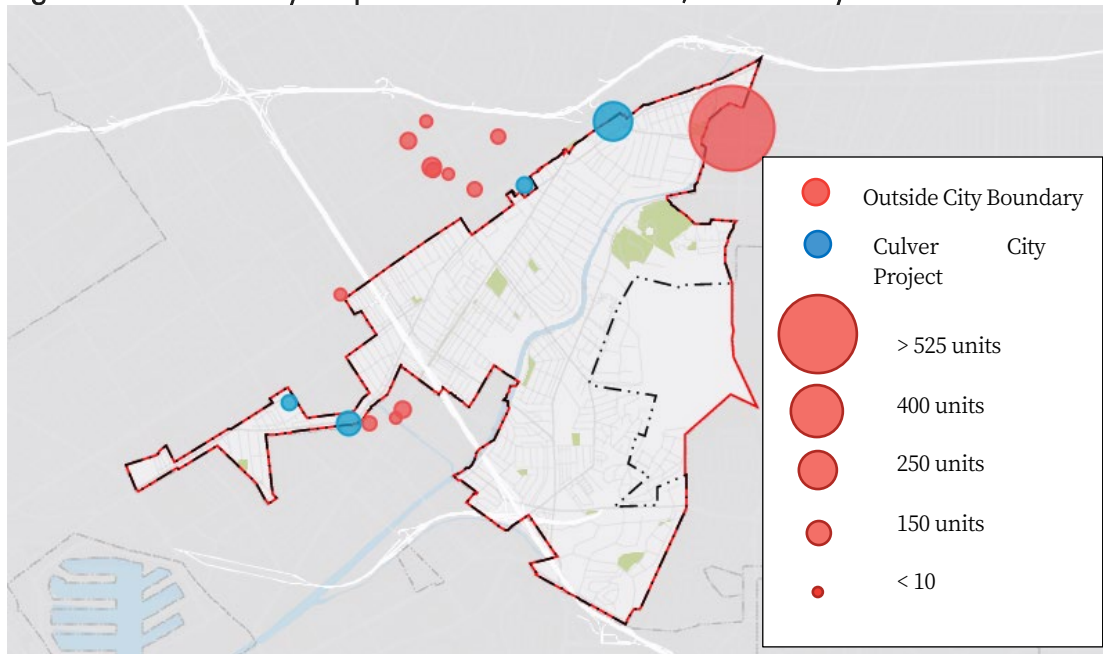 Outside City Boundary
Culver City
Project
> 525 units
400 units
250 units
150 units
< 10